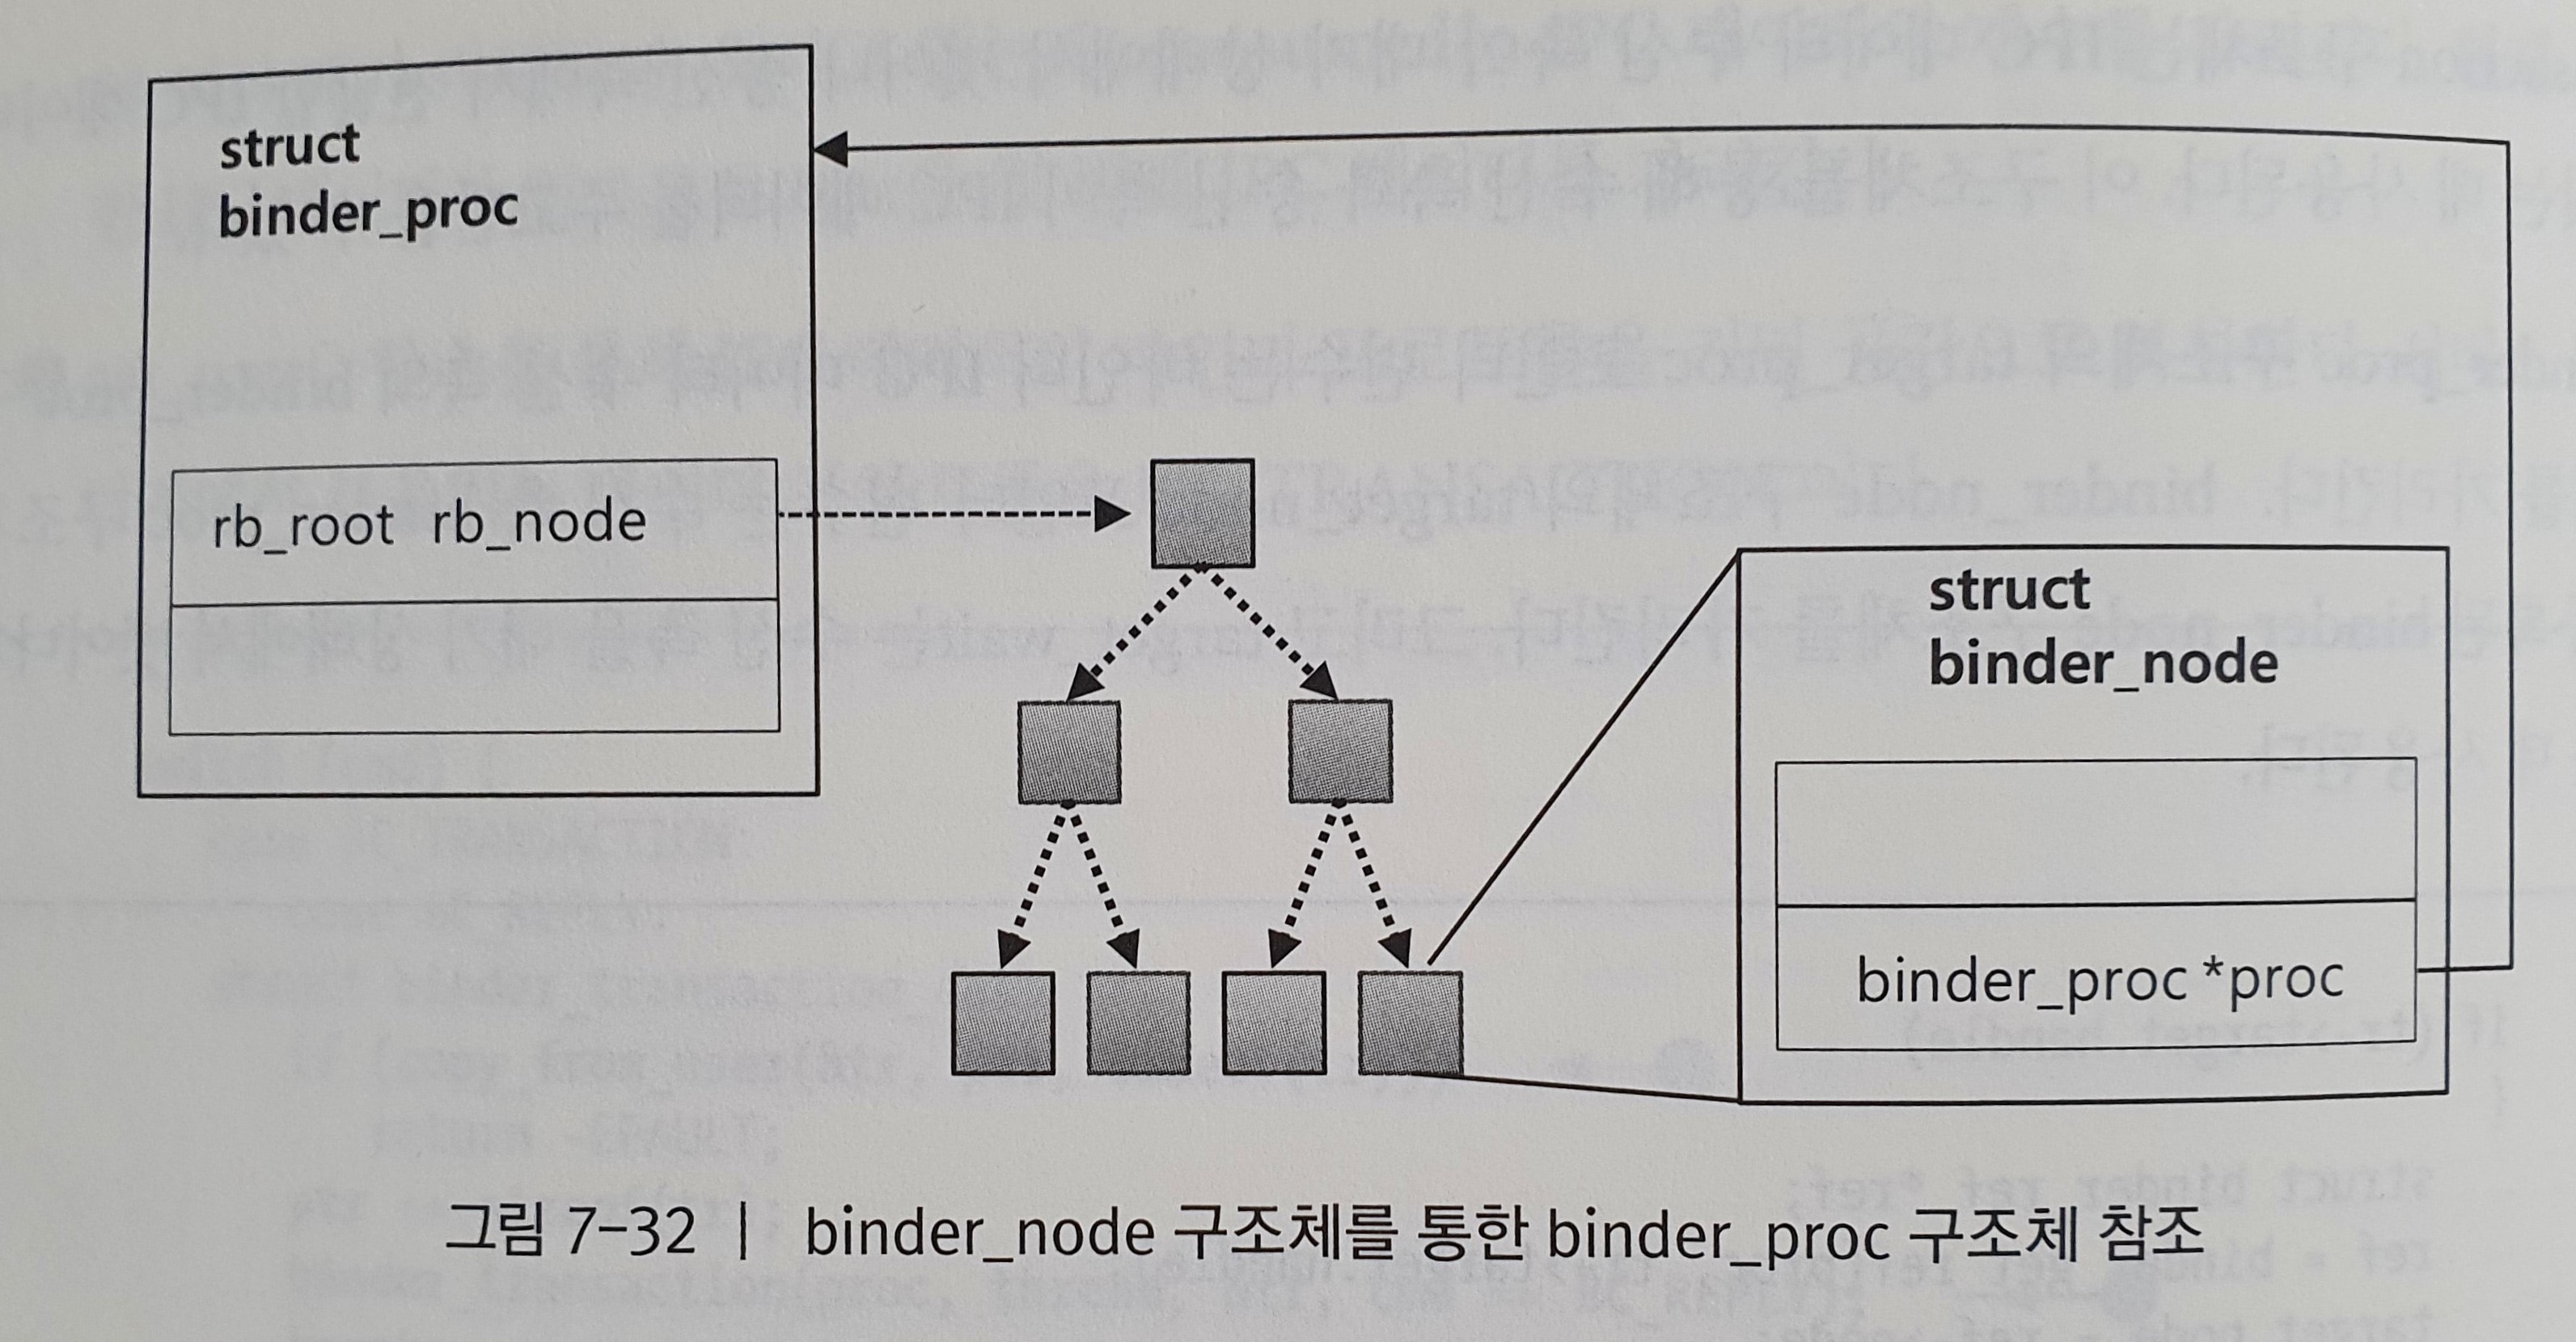 struct
binder_proc
rb_root rb_node
struct
binder_node
binder_proc *proc
그림 7-32 | binder_node 구조체를 통한 binder_proc 구조체 참조